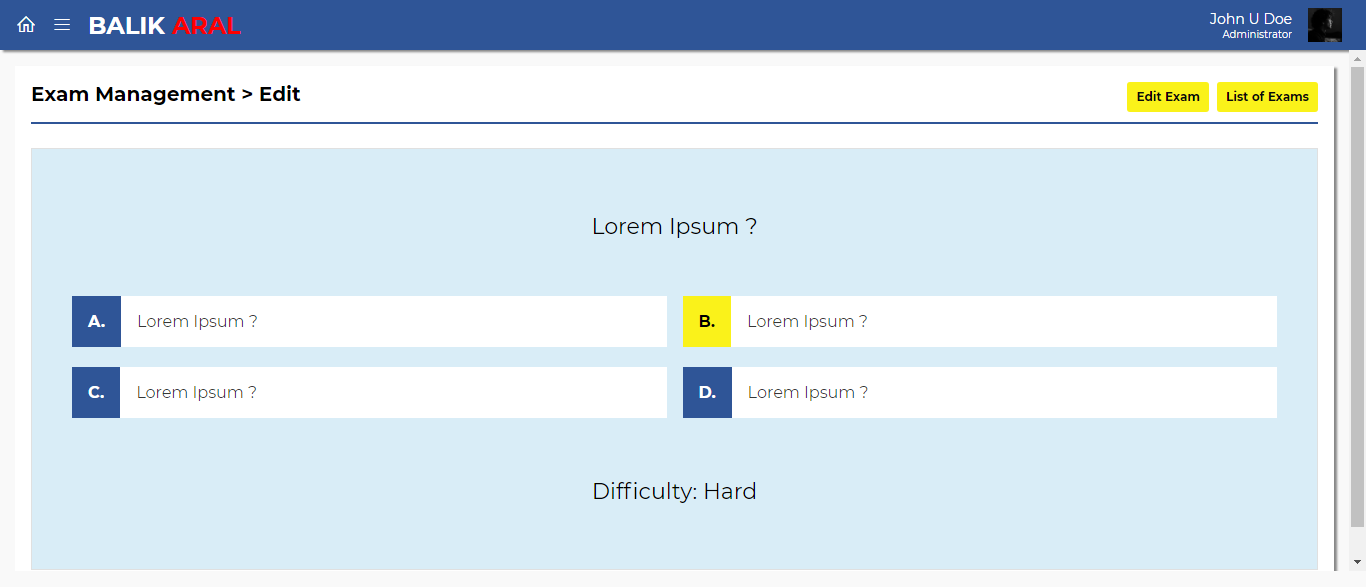 BALIK ARAL
John U Doe
Administrator
Exam Management > Edit
Edit Exam
List of Exams
Lorem Ipsum ?
A. Lorem Ipsum ?
B. Lorem Ipsum ?
C. Lorem Ipsum ?
D. Lorem Ipsum ?
Difficulty: Hard